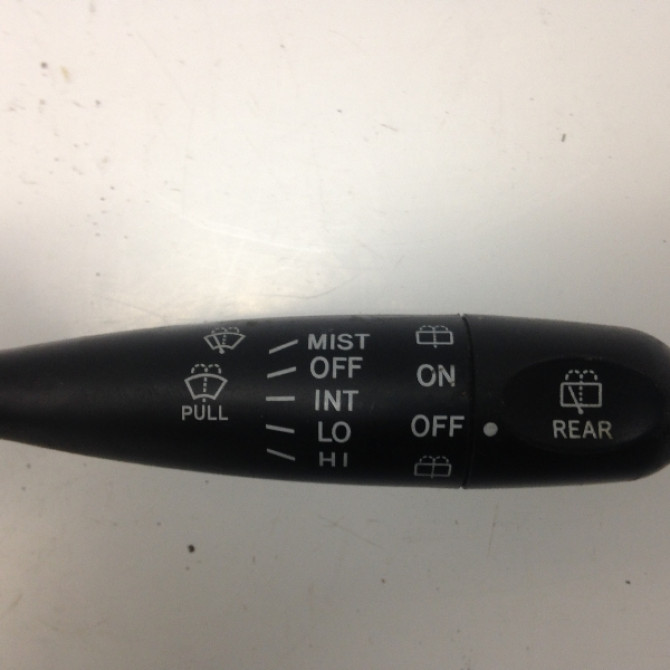 PULL
MIST
OFF
INT
LO
HI
ON
OFF
REAR